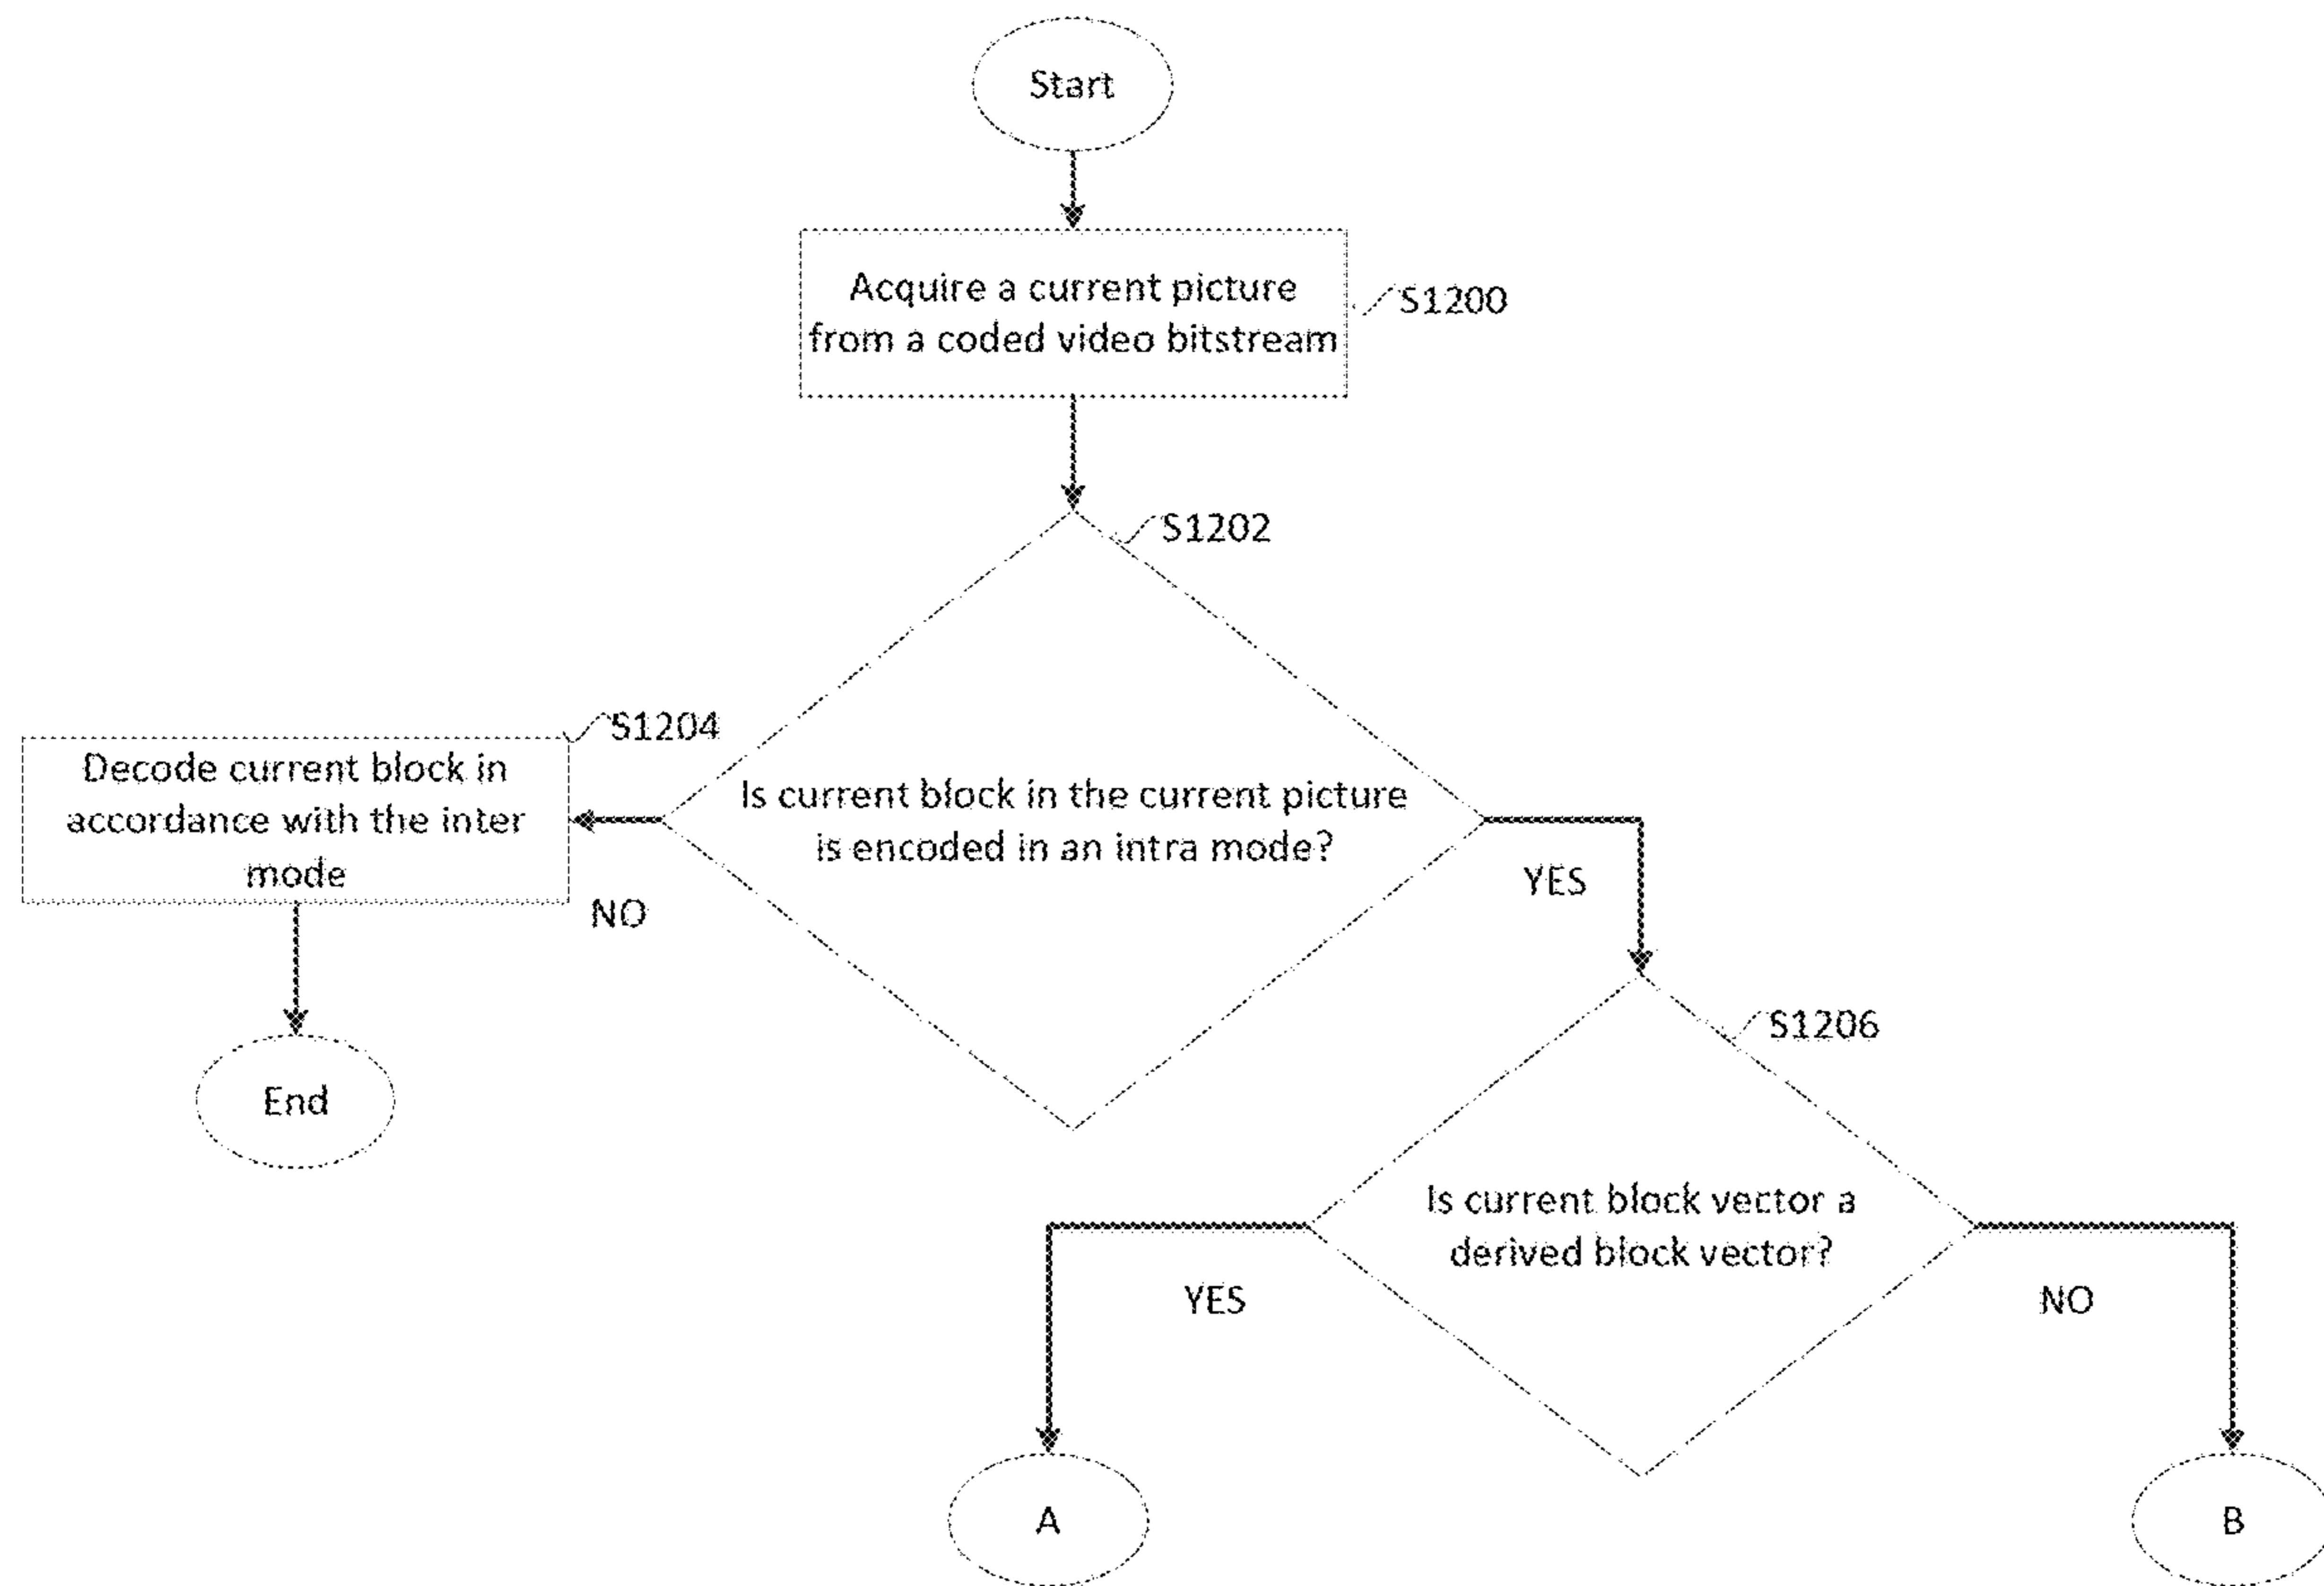 Start
Acquire a current picture
from a coded video bitstream
S1200
S1202
Is current block in the current picture
is encoded in an intra mode?
S1204
Decode current block in
accordance with the inter
mode
NO
YES
End
S1206
Is current block vector a
derived block vector?
YES
NO
A
B